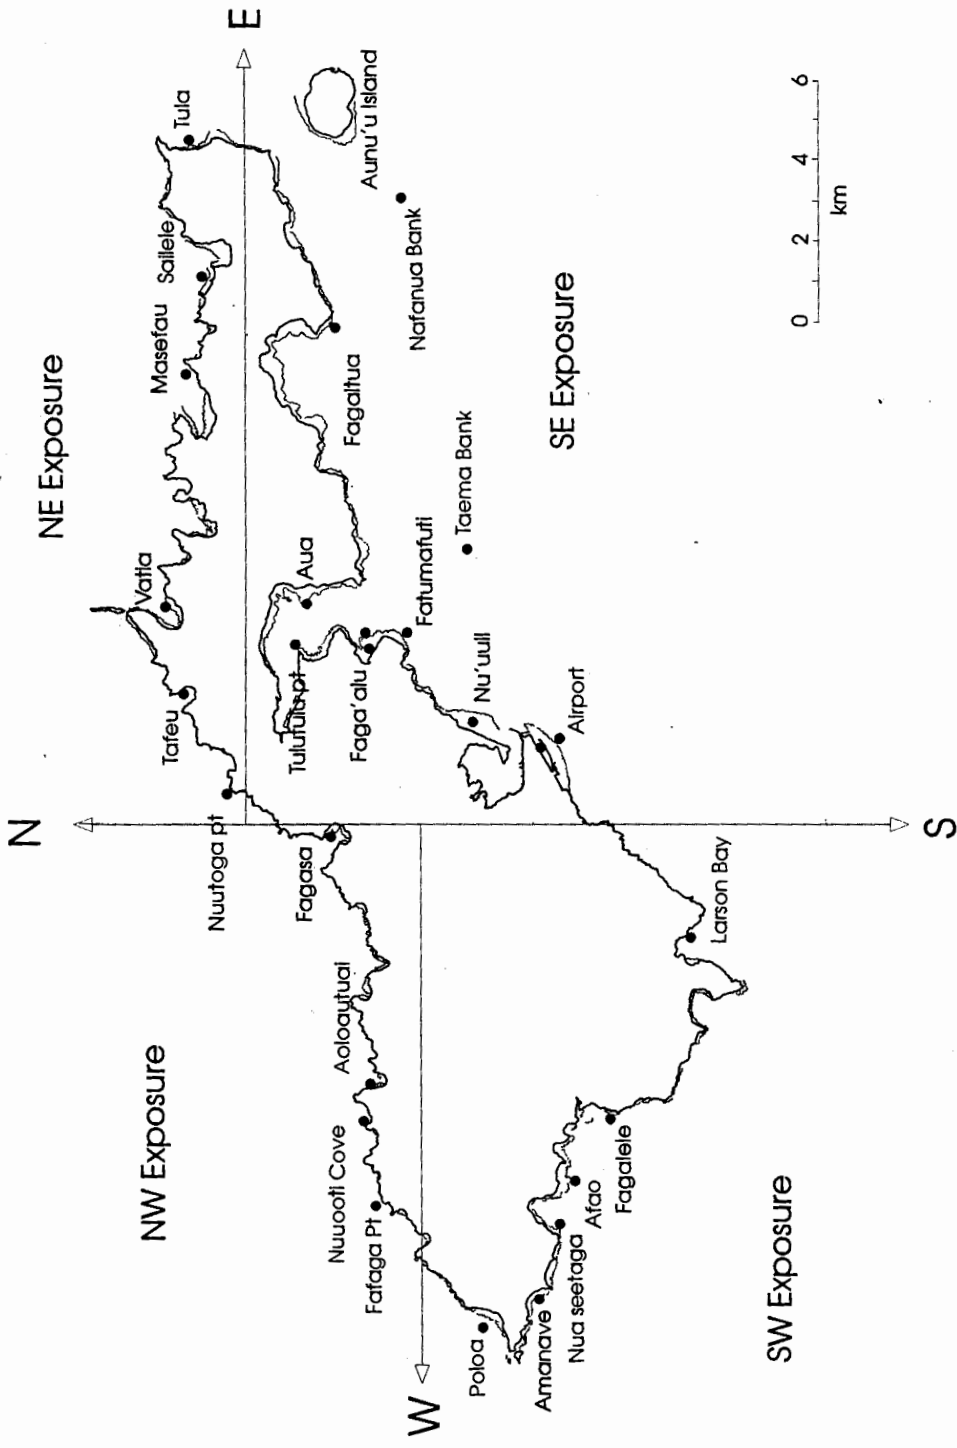 N
E
W
S
NW Exposure
NE Exposure
SW Exposure
SE Exposure
Poloa
Fafaga Pt
Nuuooti Cove
Aoloautuai
Fagasa
Nuutoga pt
Tafeu
Vatia
Masefau
Sailele
Tula
Aunu'u Island
Nafanua Bank
Fagaitua
Taema Bank
Aua
Tulutulu pt
Faga'alu
Fatumafuti
Nu'uuli
Airport
Larson Bay
Fagalele
Afao
Nua seetaga
Amanave
0 2 4 6
km